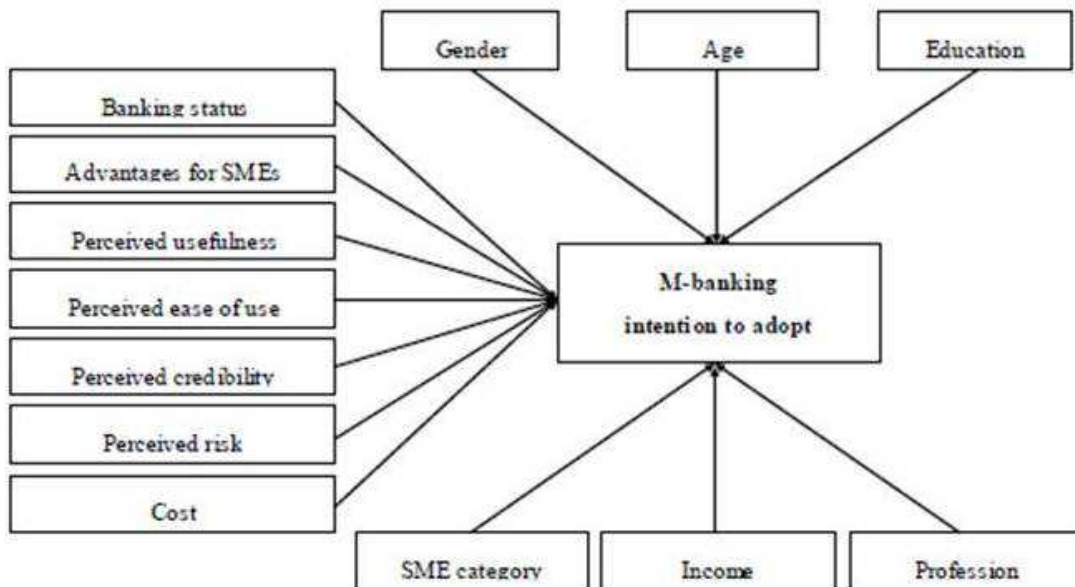 Gender
Age
Education
Banking status
Advantages for SMEs
Perceived usefulness
Perceived ease of use
Perceived credibility
Perceived risk
Cost
M-banking
intention to adopt
SME category
Income
Profession